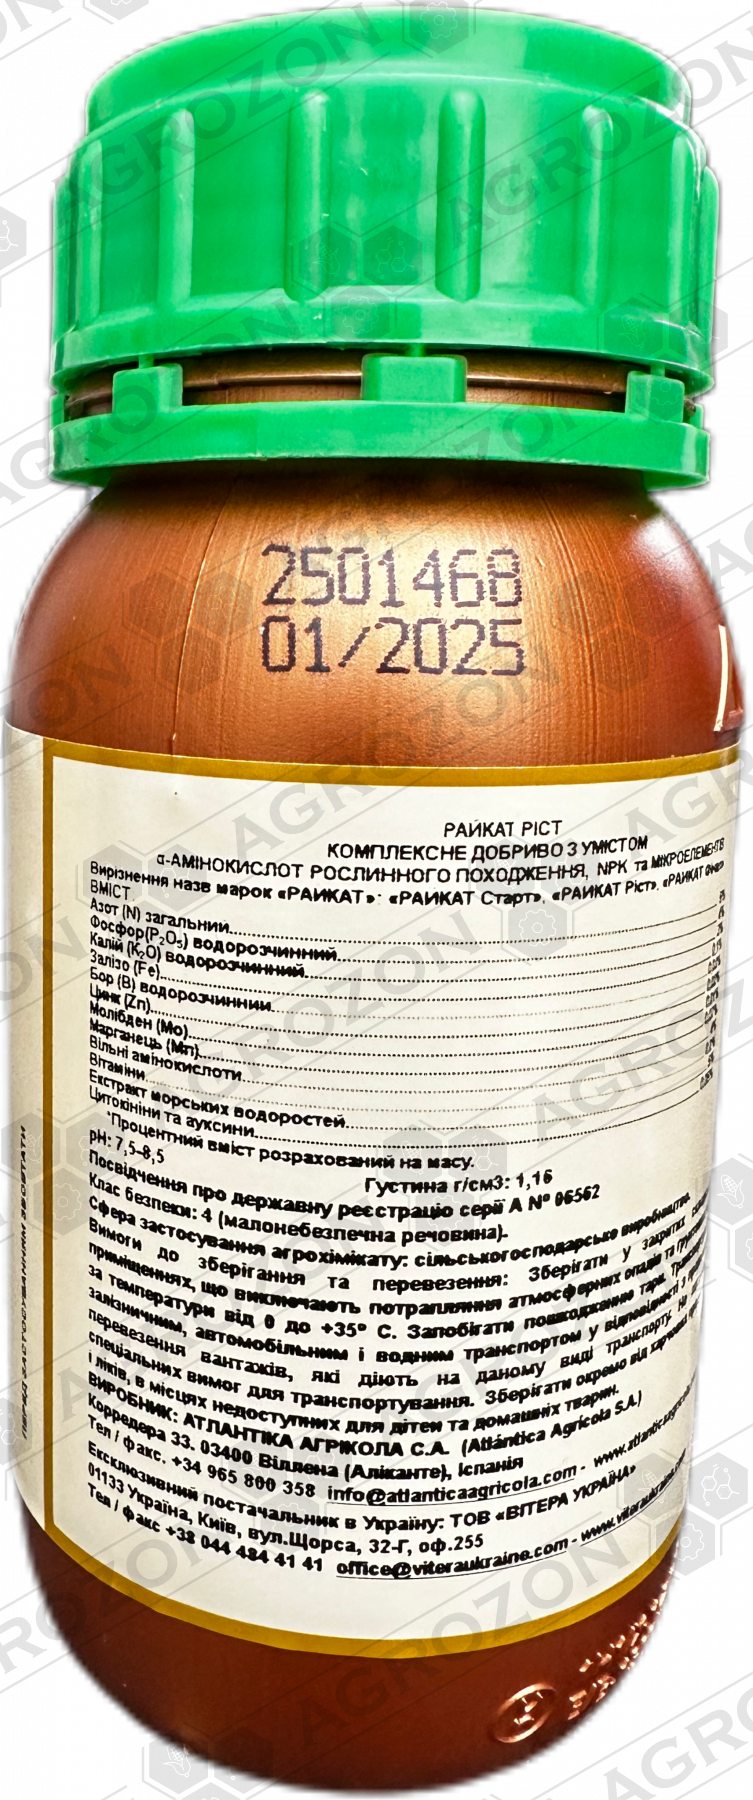 2501468
01/2025
РАЙКАТ РІСТ
КОМПЛЕКСНЕ ДОБРИВО З УМІСТОМ
α-АМІНОКИСЛОТ РОСЛИННОГО ПОХОДЖЕННЯ, NPK та МІКРОЕЛЕМЕНТІВ
Вирізнення назв марок «РАЙКАТ»: «РАЙКАТ Старт», «РАЙКАТ Ріст», «РАЙКАТ
ВМІСТ
Азот (N) загальний
Фосфор(P₂O₅) водорозчинний
Калій (K₂O) водорозчинний
Залізо (Fe)
Бор (B) водорозчинний
Цинк (Zn)
Молібден (Mo)
Марганець (Mn)
Вільні амінокислоти
Вітаміни
Екстракт морських водоростей
Цитокініни та ауксини
*Процентний вміст розрахований на масу.
pH: 7,5-8,5
Густина г/см3: 1,16
Посвідчення про державну реєстрацію серії А № 06562
Клас безпеки: 4 (малонебезпечна речовина).
Сфера застосування агрохімікату: сільськогосподарське виробництво.
Вимоги до зберігання та перевезення: Зберігати у закритих
приміщеннях, що виключають потрапляння атмосферних опадів та
за температури від 0 до +35° С. Запобігати пошкодженню тари.
залізничним, автомобільним і водним транспортом у відповідності з
перевезення вантажів, які діють на даному виді транспорту. Не
спеціальних вимог для транспортування. Зберігати окремо від харчових
і ліків, в місцях недоступних для дітей та домашніх тварин.
ВИРОБНИК: АТЛАНТІКА АГРІКОЛА С.А. (Atlántica Agrícola S.A.)
Корредера 33. 03400 Віллена (Аліканте), Іспанія
Тел / факс. +34 965 800 358 info@atlanticaagricola.com -
Ексклюзивний постачальник в Україну: ТОВ «ВІТЕРА УКРАЇНА»
01133 Україна, Київ, вул.Щорса, 32-Г, оф.255
Тел / факс +38 044 484 41 41 office@viteraukraine.com - www.viteraukraine.com
AGROZON